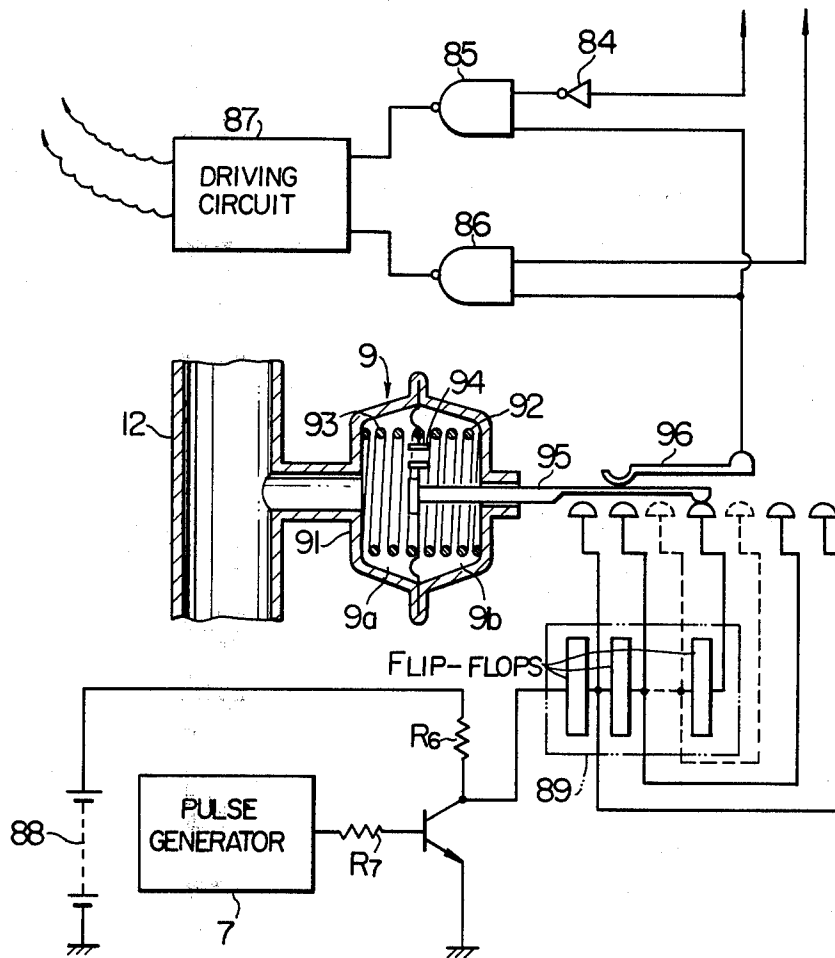 84
85
87
DRIVING
CIRCUIT
86
9
94
93
92
12
96
95
91
9a
9b
FLIP-FLOPS
R6
89
PULSE
GENERATOR
88
R7
7